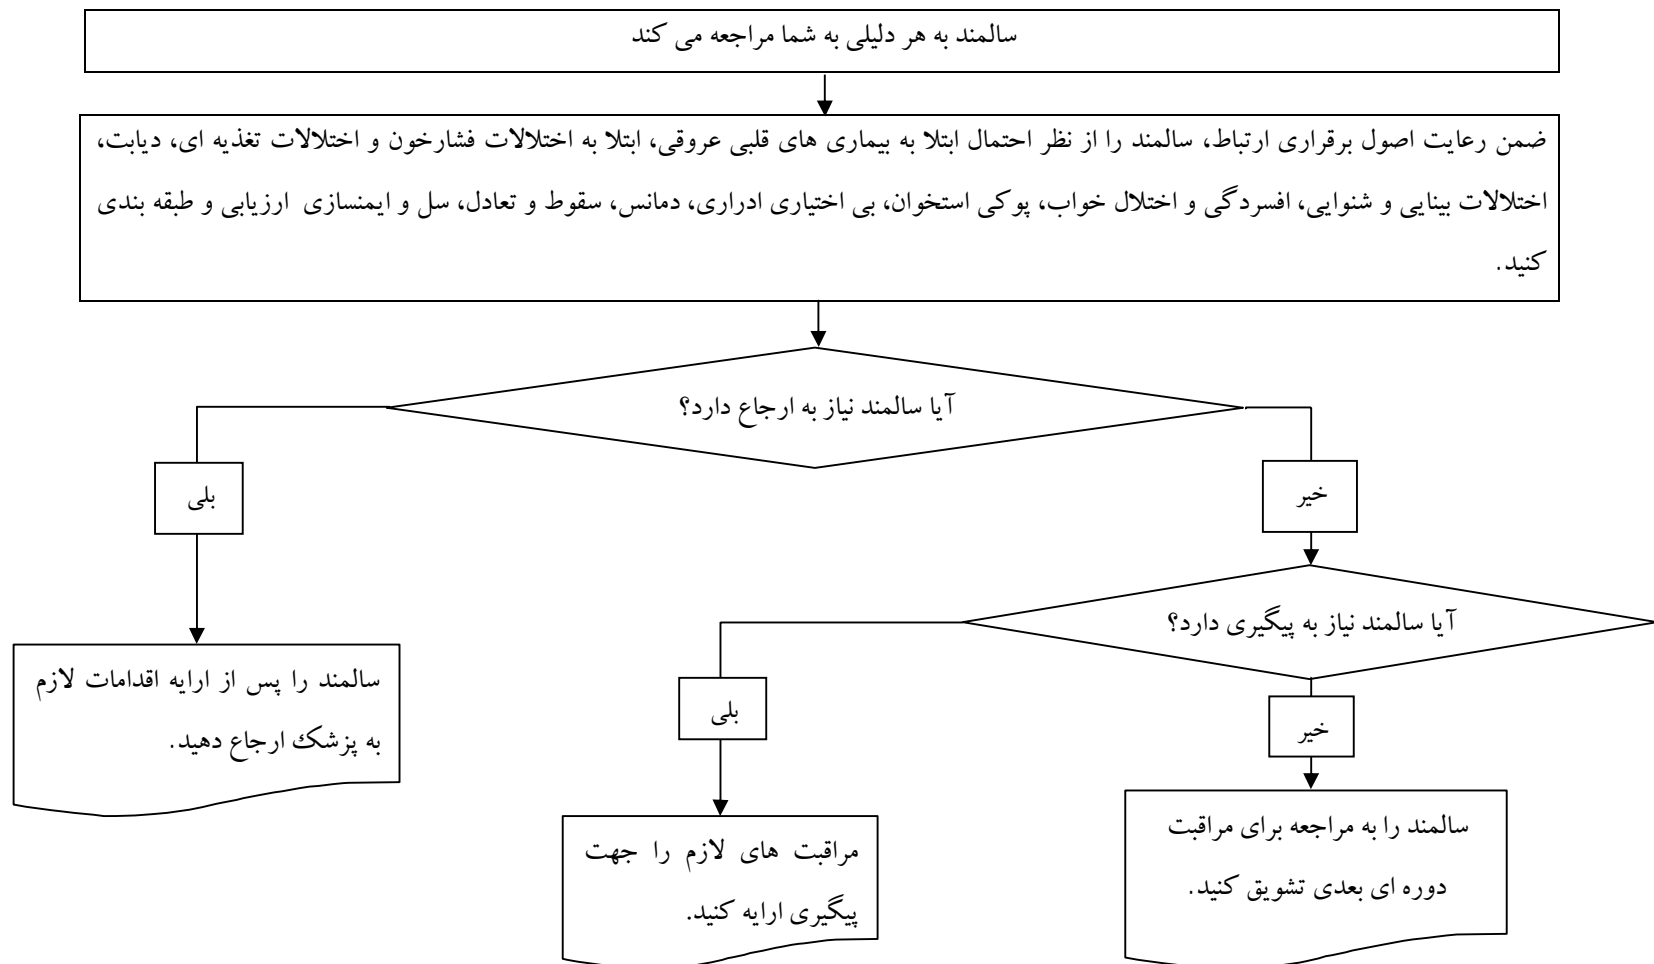 سالمند به هر دلیلی به شما مراجعه می کند
ضمن رعایت اصول برقراری ارتباط، سالمند را از نظر احتمال ابتلا به بیماری های قلبی عروقی، ابتلا به اختلالات فشارخون و اختلالات تغذیه ای، دیابت،
اختلالات بینایی و شنوایی، افسردگی و اختلال خواب، پوکی استخوان، بی اختیاری ادراری، دمانس، سقوط و تعادل، سل و ایمنسازی ارزیابی و طبقه بندی
کنید.
آیا سالمند نیاز به ارجاع دارد؟
خیر
بلی
آیا سالمند نیاز به پیگیری دارد؟
سالمند را پس از ارایه اقدامات لازم
به پزشک ارجاع دهید.
خیر
بلی
سالمند را به مراجعه برای مراقبت
دوره ای بعدی تشویق کنید.
مراقبت های لازم را جهت
پیگیری ارایه کنید.